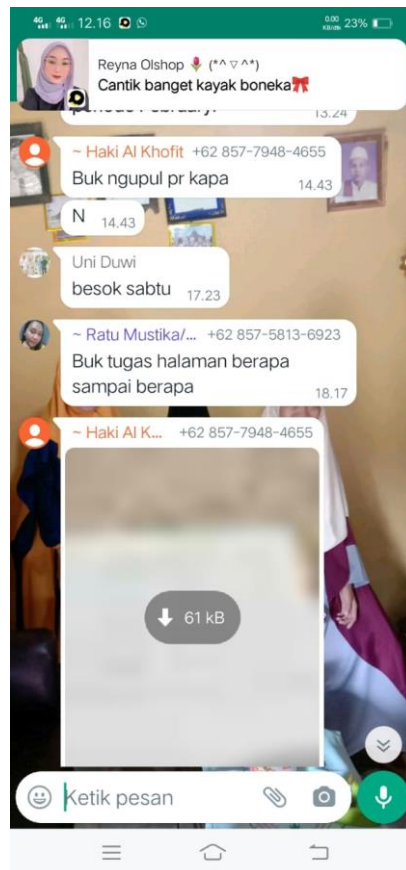 4G 4G 12.16 0.00 KB/dtk 23%
Reyna Olshop 🌷 (*^▽^*)
Cantik banget kayak boneka🎀
13.24
~ Haki Al Khofit +62 857-7948-4655
Buk ngupul pr kapa
14.43
N 14.43
Uni Duwi
besok sabtu 17.23
~ Ratu Mustika/... +62 857-5813-6923
Buk tugas halaman berapa
sampai berapa
18.17
~ Haki Al K... +62 857-7948-4655
61 kB
Ketik pesan